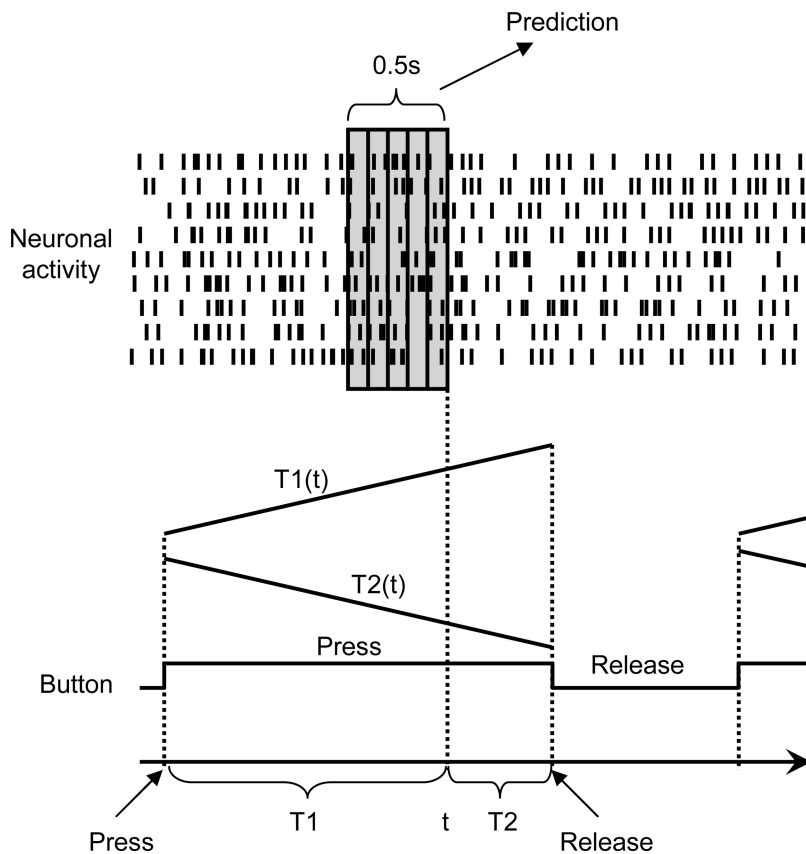 Prediction
0.5s
Neuronal
activity
T1(t)
T2(t)
Press
Release
Button
T1
t
T2
Press
Release